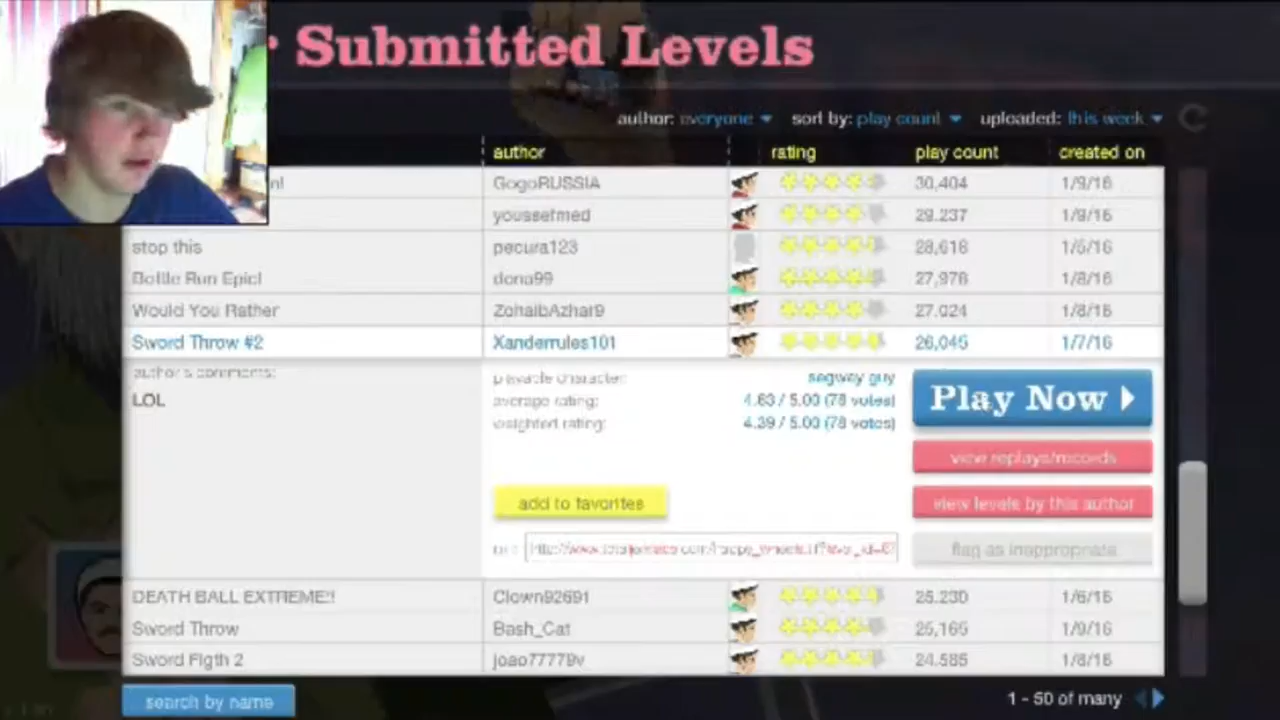 Submitted Levels
author: everyone sort by: play count uploaded: this week
author rating play count created on
GogoRUSSIA 30,404 1/9/16
youssefmed 29,237 1/9/16
stop this pecura123 28,616 1/5/16
Bottle Run Epic! dona99 27,976 1/8/16
Would You Rather ZohaibAzhar9 27,024 1/8/16
Sword Throw #2 Xanderrules101 26,045 1/7/16
author's comments: playable character: segway guy
LOL average rating: 4.63 / 5.00 (78 votes)
weighted rating: 4.39 / 5.00 (78 votes)
Play Now
view replays/records
add to favorites view levels by this author
flag as inappropriate
DEATH BALL EXTREME!! Clown92691 25,230 1/6/16
Sword Throw Bash_Cat 25,165 1/9/16
Sword Figth 2 joao77779v 24,585 1/8/16
search by name 1 - 50 of many